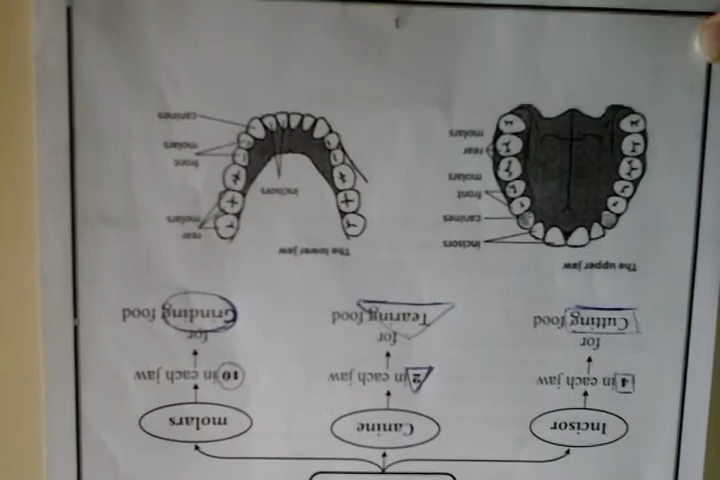 Incisor
Canine
molars
4 in each jaw
2 in each jaw
10 in each jaw
for
for
for
Cutting food
Tearing food
Grinding food
The upper jaw
The lower jaw
incisors
canines
front
molars
rear
molars
rear
molars
incisors
front
molars
canines
1